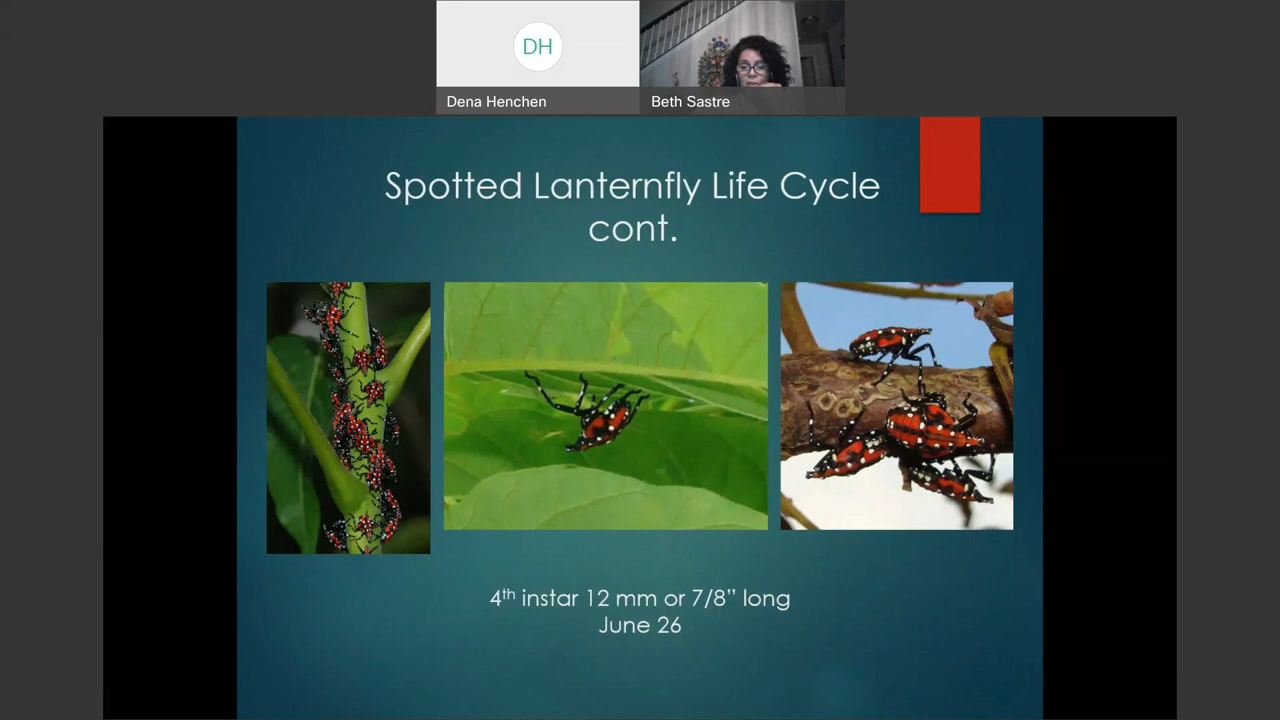 DH
Dena Henchen
Beth Sastre
Spotted Lanternfly Life Cycle
cont.
4th instar 12 mm or 7/8” long
June 26